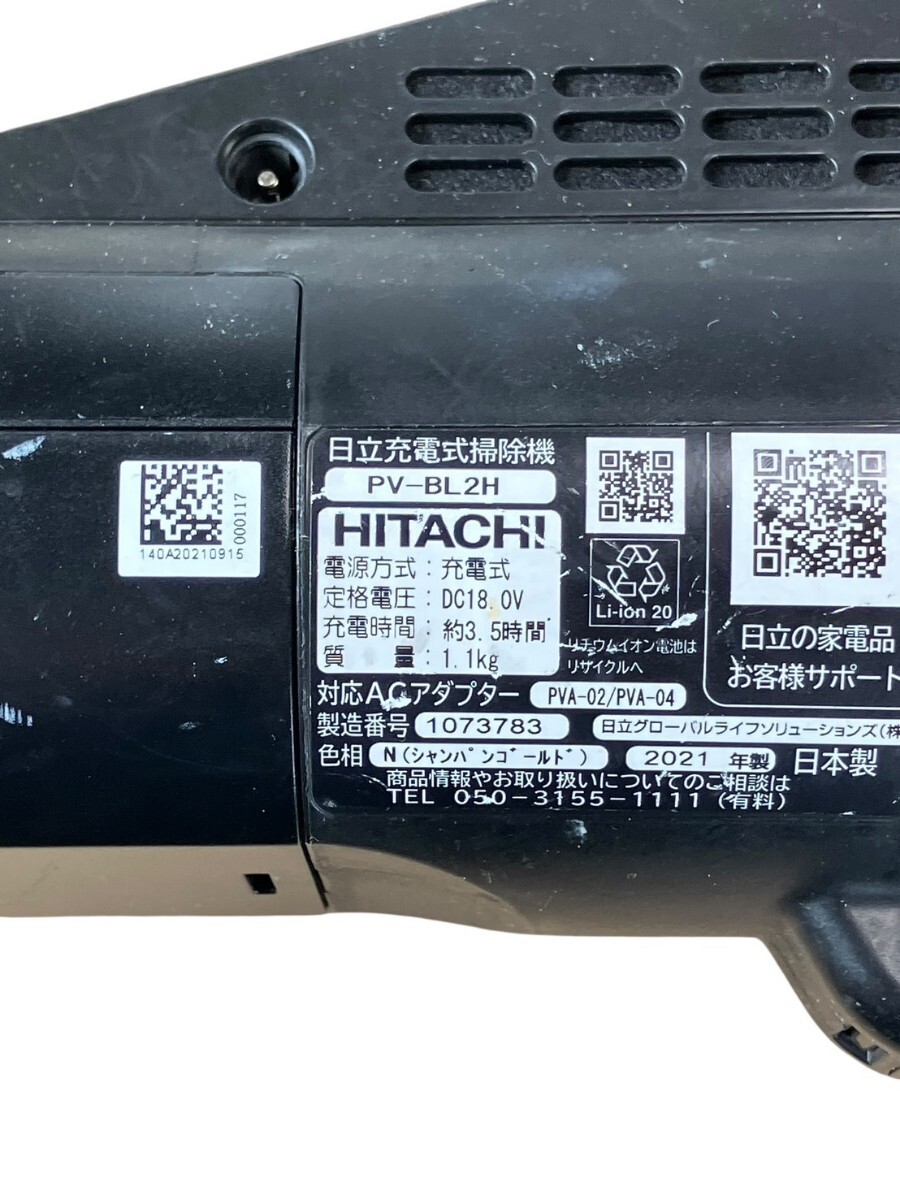 日立充電式掃除機
PV-BL2H
HITACHI
電源方式：充電式
定格電圧：DC18.0V
充電時間：約3.5時間
質　　量：1.1kg
対応ACアダプター PVA-02/PVA-04
製造番号 1073783 日立グローバルライフソリューションズ(株
色相 N(シャンパンゴールド) 2021 年製 日本製
商品情報やお取り扱いについてのご相談は
TEL 050-3155-1111 (有料)
Li-ion 20
リチウムイオン電池は
リサイクルへ
日立の家電品
お客様サポート
140A20210915
000117